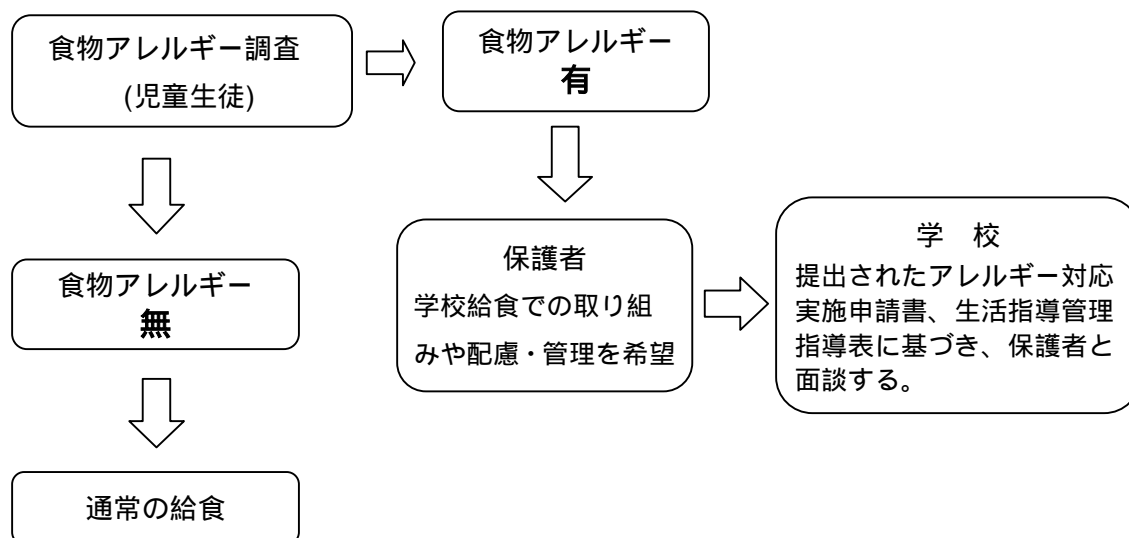 食物アレルギー調査
(児童生徒)
食物アレルギー
有
食物アレルギー
無
通常の給食
保護者
学校給食での取り組
みや配慮・管理を希望
学 校
提出されたアレルギー対応
実施申請書、生活指導管理
指導表に基づき、保護者と
面談する。